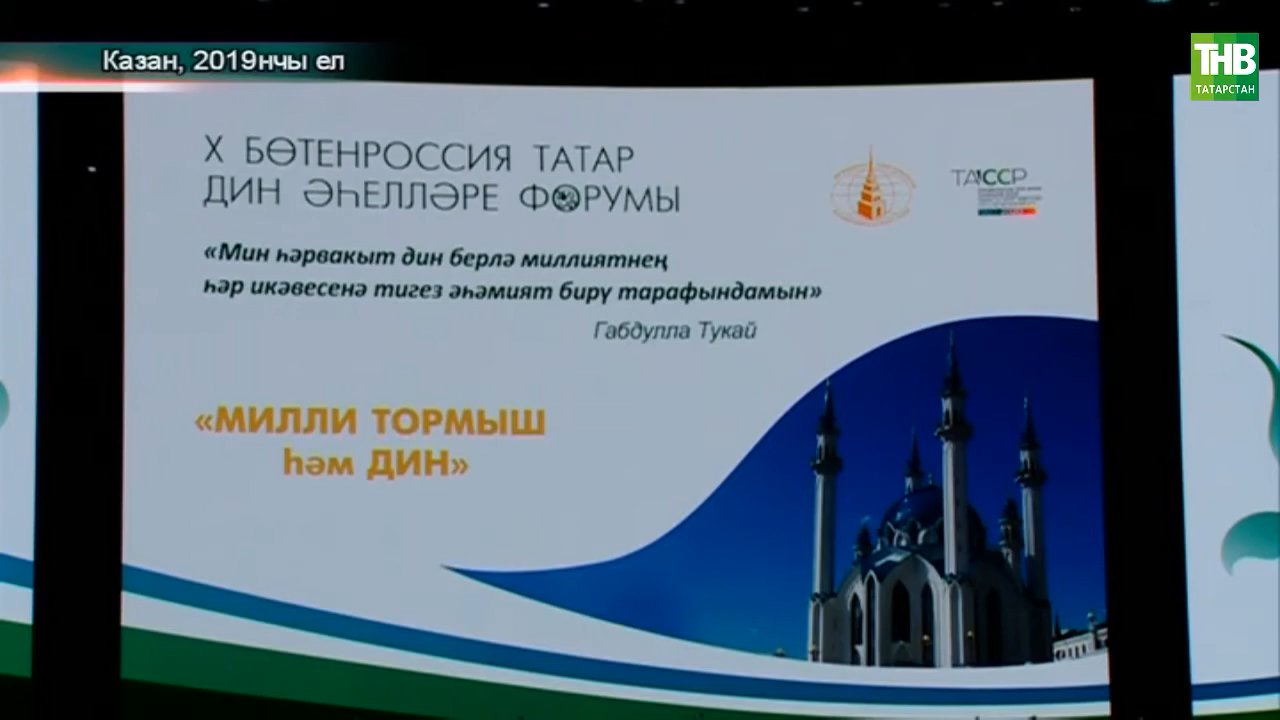 Казан, 2019нчы ел
ТНВ
ТАТАРСТАН
X БӨТЕНРОССИЯ ТАТАР
ДИН ӘҺЕЛЛӘРЕ ФОРУМЫ
ТАССР
«Мин һәрвакыт дин берлә миллиятнең
һәр икәвесенә тигез әһәмият бирү тарафындамын»
Габдулла Тукай
«МИЛЛИ ТОРМЫШ
һәм ДИН»